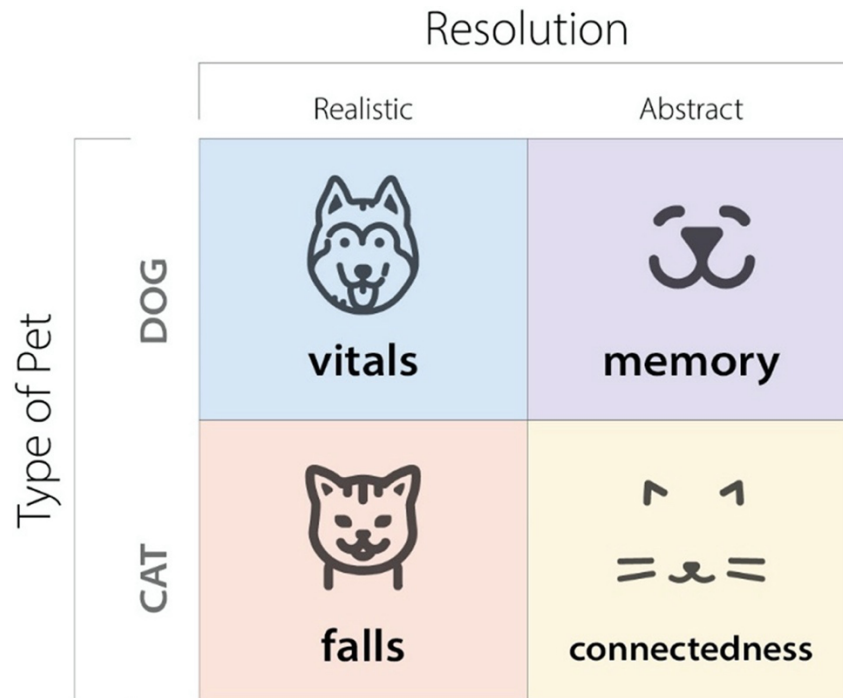 Resolution
Realistic Abstract
Type of Pet
DOG
vitals memory
CAT
falls connectedness